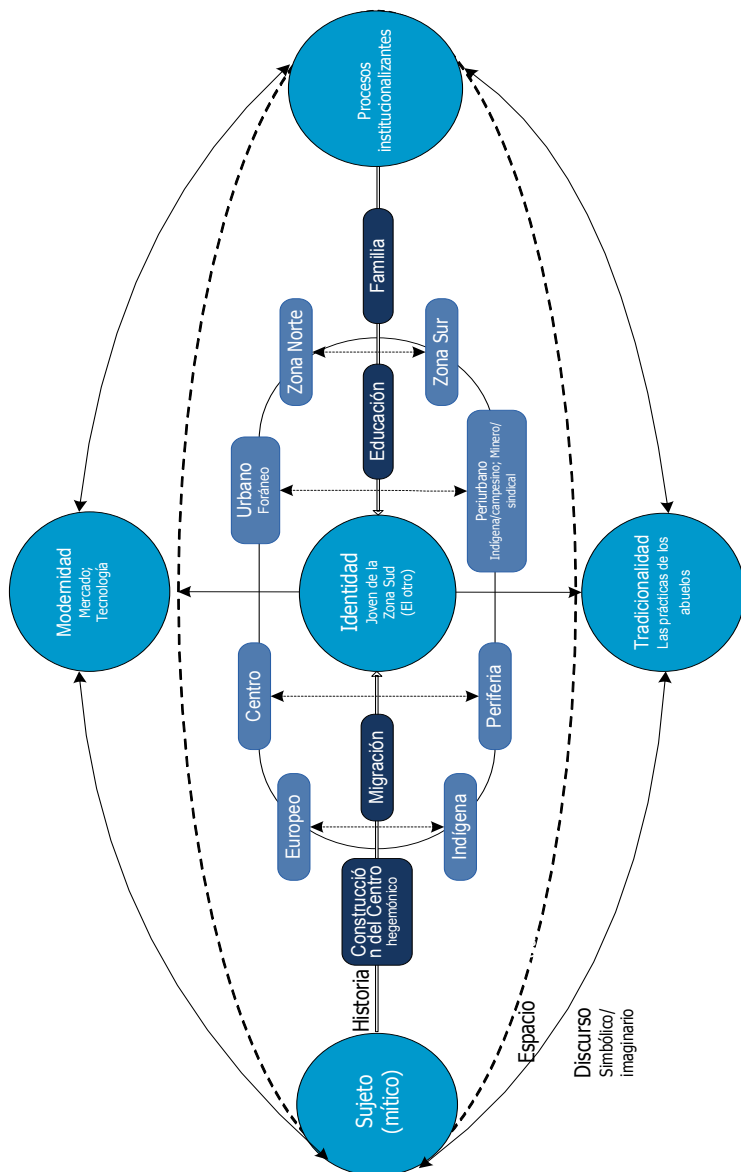 Modernidad
Mercado;
Tecnología
Europeo
Centro
Urbano
Foráneo
Zona Norte
Sujeto
(mítico)
Historia
Construcció
n del Centro
hegemónico
Migración
Identidad
Joven de la
Zona Sud
(El otro)
Educación
Familia
Procesos
institucionalizantes
Indígena
Periferia
Periurbano
Indígena/campesino; Minero/
sindical
Zona Sur
Espacio
Discurso
Simbólico/
imaginario
Tradicionalidad
Las prácticas de los
abuelos